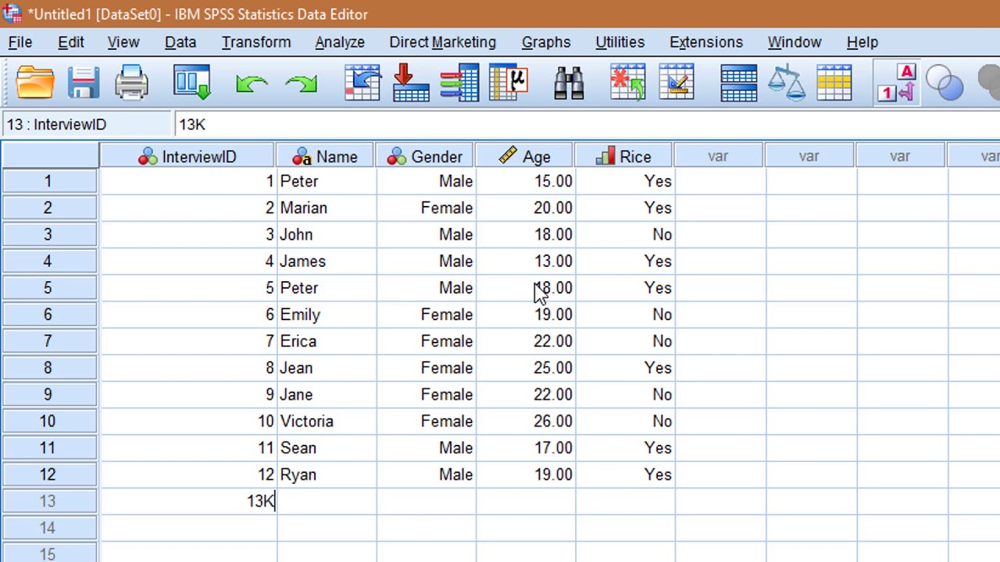 *Untitled1 [DataSet0] - IBM SPSS Statistics Data Editor
File Edit View Data Transform Analyze Direct Marketing Graphs Utilities Extensions Window Help
13 : InterviewID 13K
InterviewID Name Gender Age Rice var var var var
1 1 Peter Male 15.00 Yes
2 2 Marian Female 20.00 Yes
3 3 John Male 18.00 No
4 4 James Male 13.00 Yes
5 5 Peter Male 18.00 Yes
6 6 Emily Female 19.00 No
7 7 Erica Female 22.00 No
8 8 Jean Female 25.00 Yes
9 9 Jane Female 22.00 No
10 10 Victoria Female 26.00 No
11 11 Sean Male 17.00 Yes
12 12 Ryan Male 19.00 Yes
13 13K
14
15